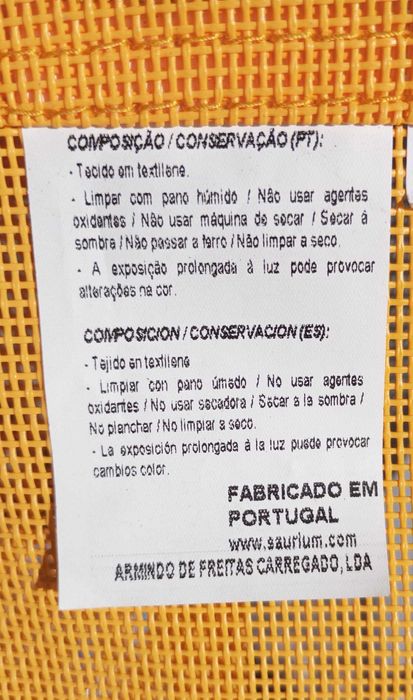 COMPOSIÇÃO / CONSERVAÇÃO (PT):
- Tecido em textilene.
- Limpar com pano húmido / Não usar agentes
oxidantes / Não usar máquina de secar / Secar à
sombra / Não passar a ferro / Não limpar a seco.
- A exposição prolongada à luz pode provocar
alterações na cor.
COMPOSICION / CONSERVACION (ES):
- Tejido en textilene
- Limpiar con pano úmedo / No usar agentes
oxidantes / No usar secadora / Secar a la sombra /
No planchar / No limpiar a seco.
- La exposición prolongada à la luz puede provocar
cambios color.
FABRICADO EM
PORTUGAL
www.saurium.com
ARMINDO DE FREITAS CARREGADO, LDA